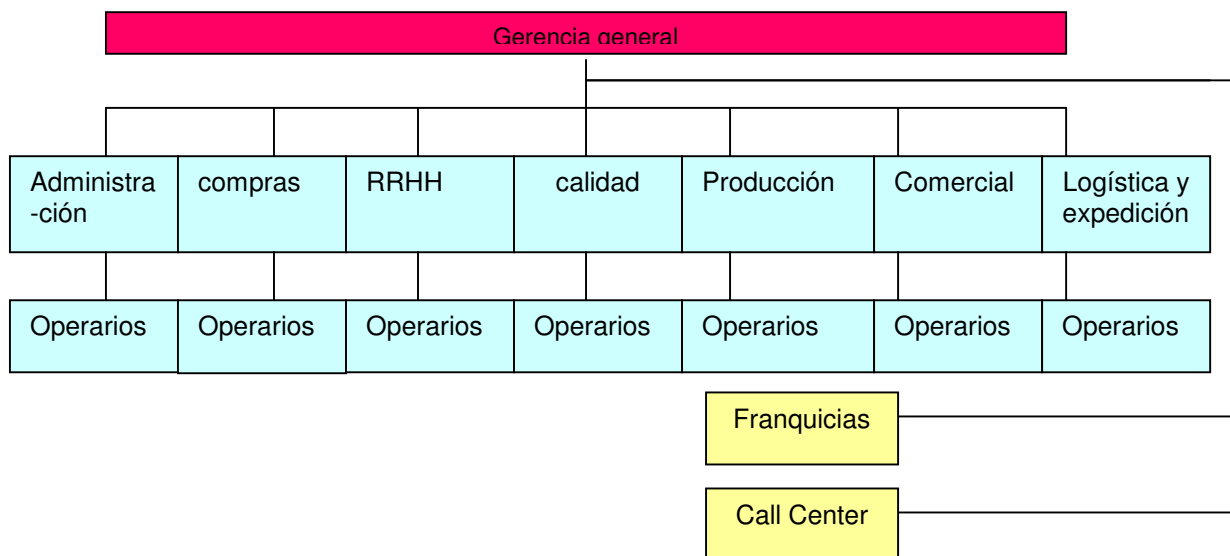 Gerencia general
Administra
-ción
compras
RRHH
calidad
Producción
Comercial
Logística y
expedición
Operarios
Operarios
Operarios
Operarios
Operarios
Operarios
Operarios
Franquicias
Call Center